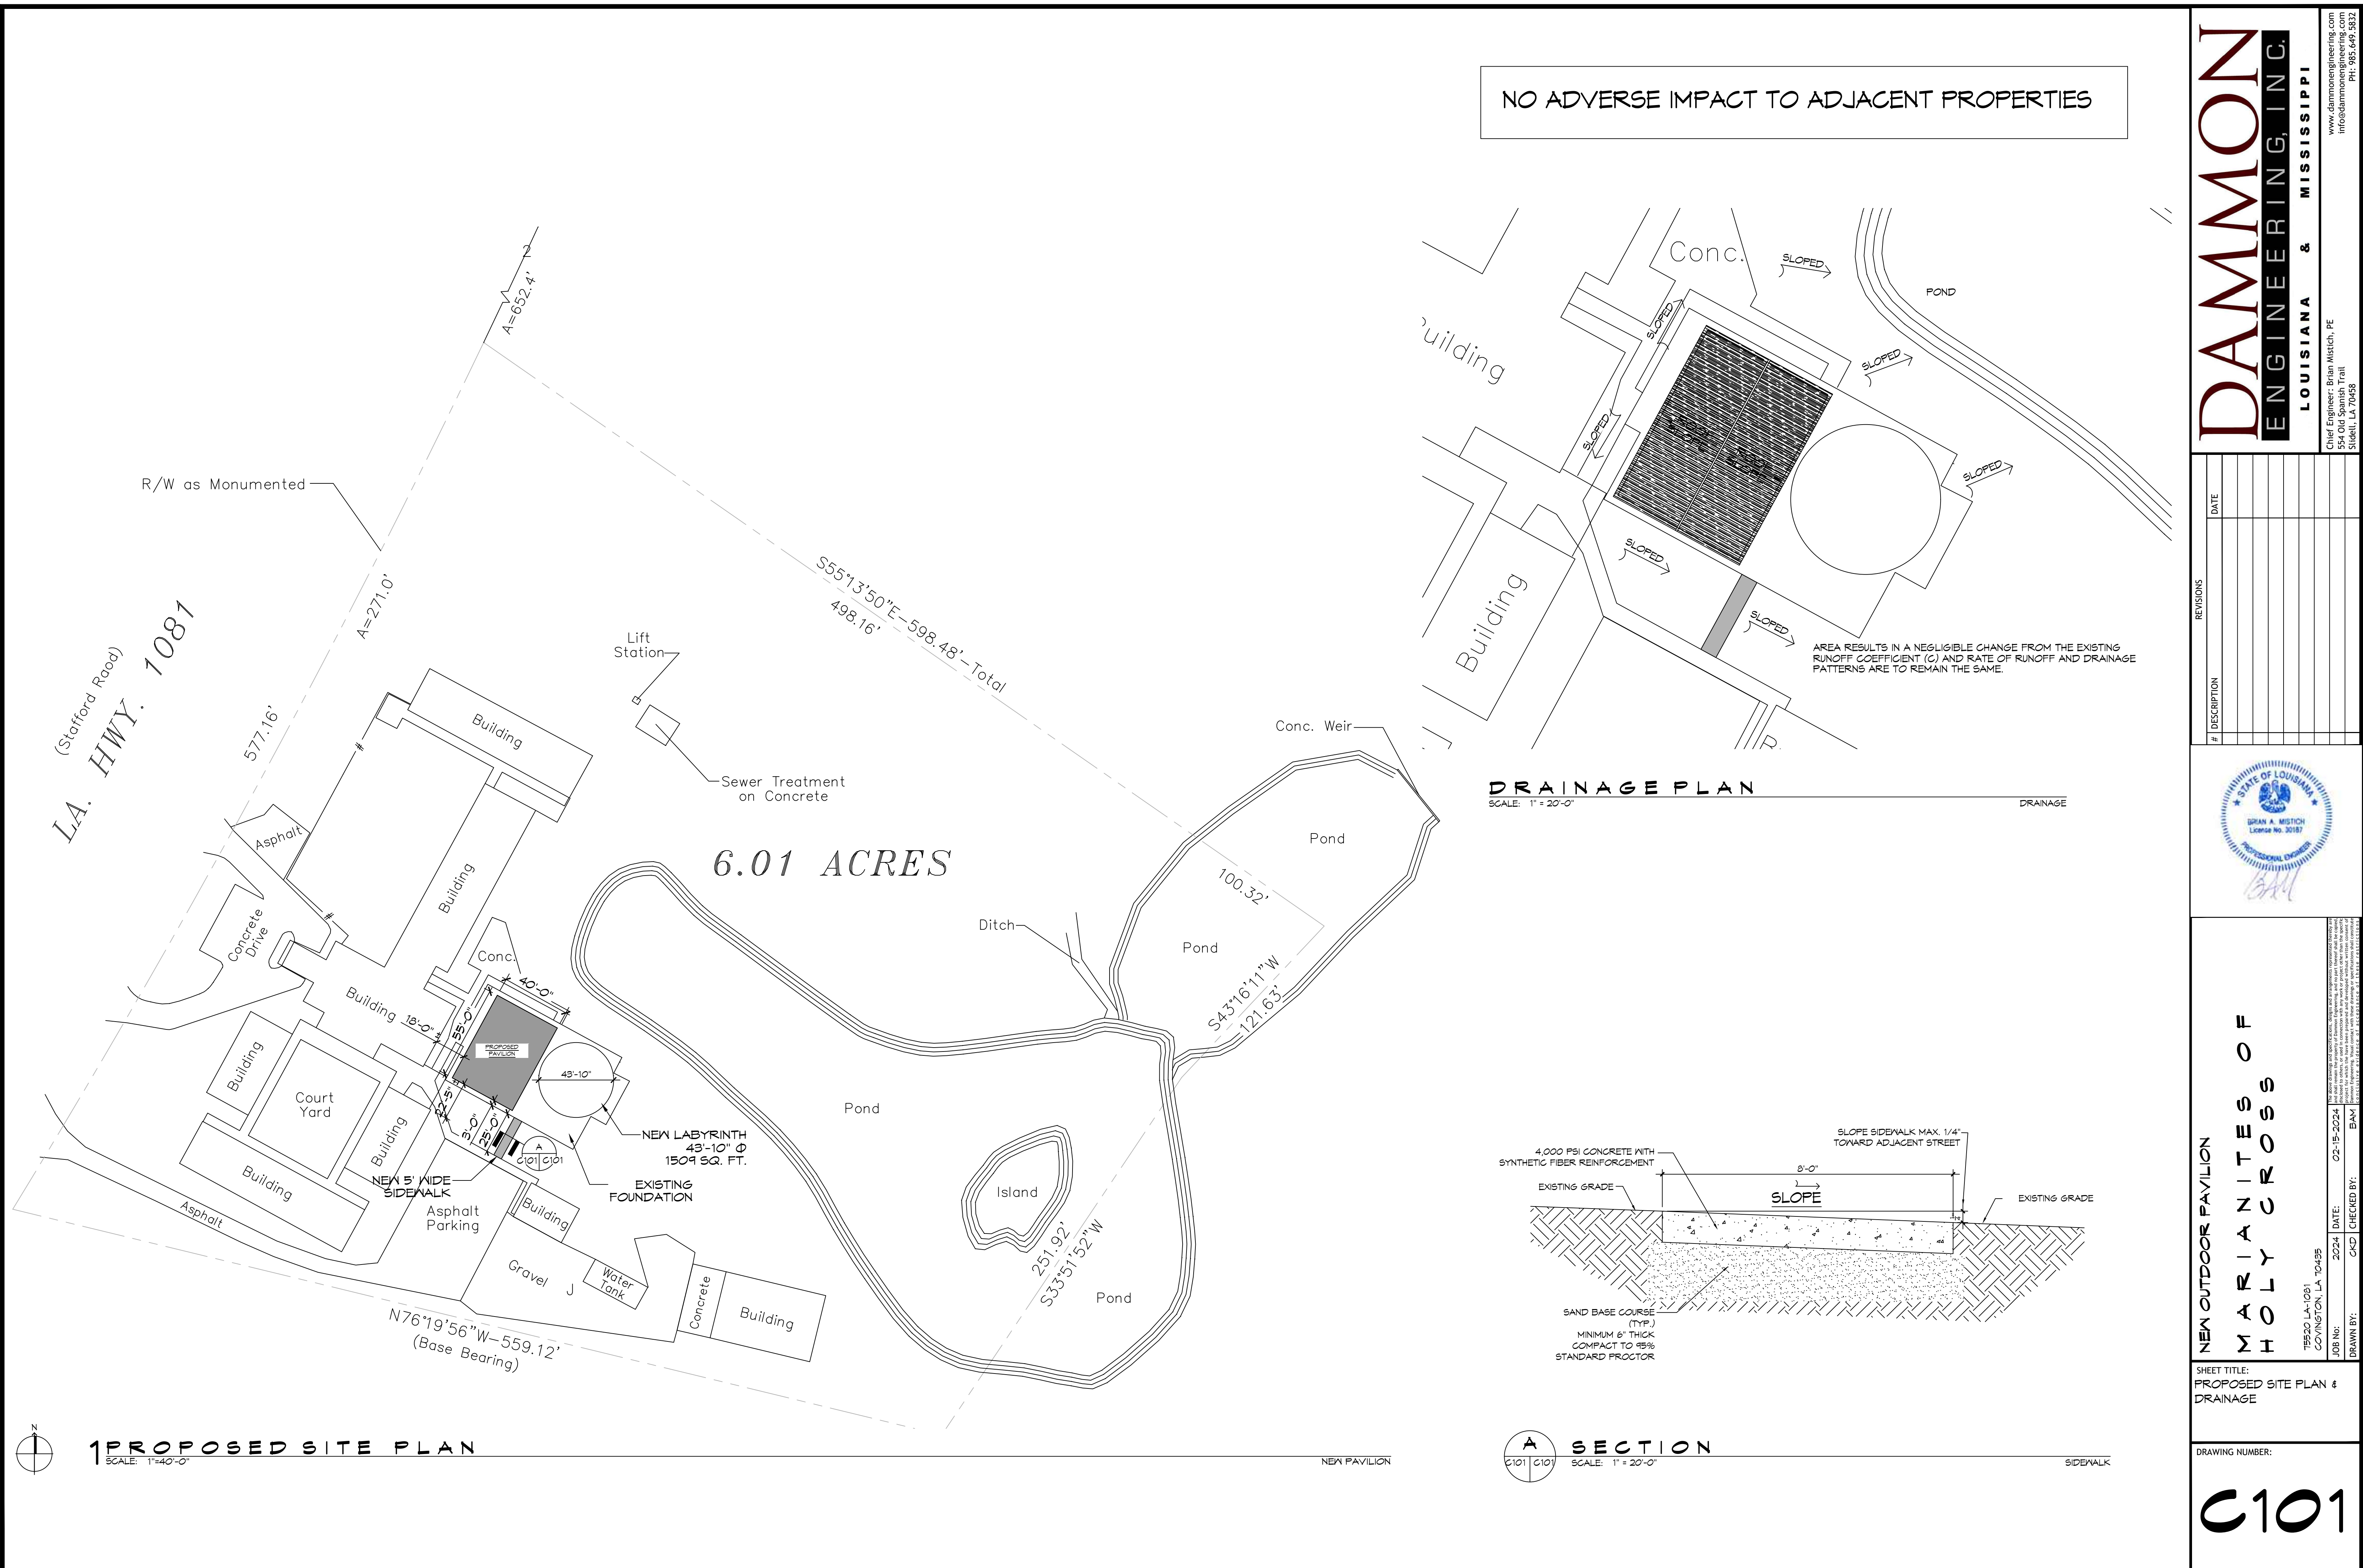 NO ADVERSE IMPACT TO ADJACENT PROPERTIES
2
A=652.4'
R/W as Monumented
A=271.0'
577.16'
(Stafford Raod)
LA. HWY. 1081
S55°13'50"E-598.48'-Total
498.16'
100.32'
Lift
Station
Sewer Treatment
on Concrete
6.01 ACRES
Conc. Weir
Pond
Pond
Ditch
S43°16'11"W
121.63'
Building
Building
Asphalt
Concrete
Drive
Conc.
40'-0"
Building
18'-0"
55'-0"
PROPOSED
PAVILION
43'-10"
22'-5"
3'-0"
25'-0"
A
C101 C101
NEW LABYRINTH
43'-10" Φ
1509 SQ. FT.
EXISTING
FOUNDATION
NEW 5' WIDE
SIDEWALK
Building
Court
Yard
Building
Building
Asphalt
Asphalt
Parking
Building
Gravel
J
Water
Tank
Concrete
Building
Pond
Island
251.92'
S33°51'52"W
Pond
N76°19'56"W-559.12'
(Base Bearing)
N
1 PROPOSED SITE PLAN
SCALE: 1"=40'-0"
NEW PAVILION
Conc.
SLOPED
POND
SLOPED
SLOPED
SLOPED
SLOPED
SLOPED
SLOPED
uilding
Building
AREA RESULTS IN A NEGLIGIBLE CHANGE FROM THE EXISTING
RUNOFF COEFFICIENT (C) AND RATE OF RUNOFF AND DRAINAGE
PATTERNS ARE TO REMAIN THE SAME.
DRAINAGE PLAN
SCALE: 1" = 20'-0"
DRAINAGE
4,000 PSI CONCRETE WITH
SYNTHETIC FIBER REINFORCEMENT
SLOPE SIDEWALK MAX. 1/4"
TOWARD ADJACENT STREET
8'-0"
SLOPE
EXISTING GRADE
EXISTING GRADE
SAND BASE COURSE
(TYP.)
MINIMUM 6" THICK
COMPACT TO 95%
STANDARD PROCTOR
A
C101 C101
SECTION
SCALE: 1" = 20'-0"
SIDEWALK
DAMMON
ENGINEERING, INC.
LOUISIANA & MISSISSIPPI
Chief Engineer: Brian Mistich, PE
554 Old Spanish Trail
Slidell, LA 70458
www.dammonengineering.com
info@dammonengineering.com
PH: 985.649.5832
REVISIONS
# DESCRIPTION DATE
STATE OF LOUISIANA
BRIAN A. MISTICH
License No. 30187
PROFESSIONAL ENGINEER
NEW OUTDOOR PAVILION
MARIANITES OF
HOLY CROSS
75520 LA-1081
COVINGTON, LA 70435
JOB No: 2024 DATE: 02-15-2024
DRAWN BY: CKD CHECKED BY: BAM
SHEET TITLE:
PROPOSED SITE PLAN &
DRAINAGE
DRAWING NUMBER:
C101